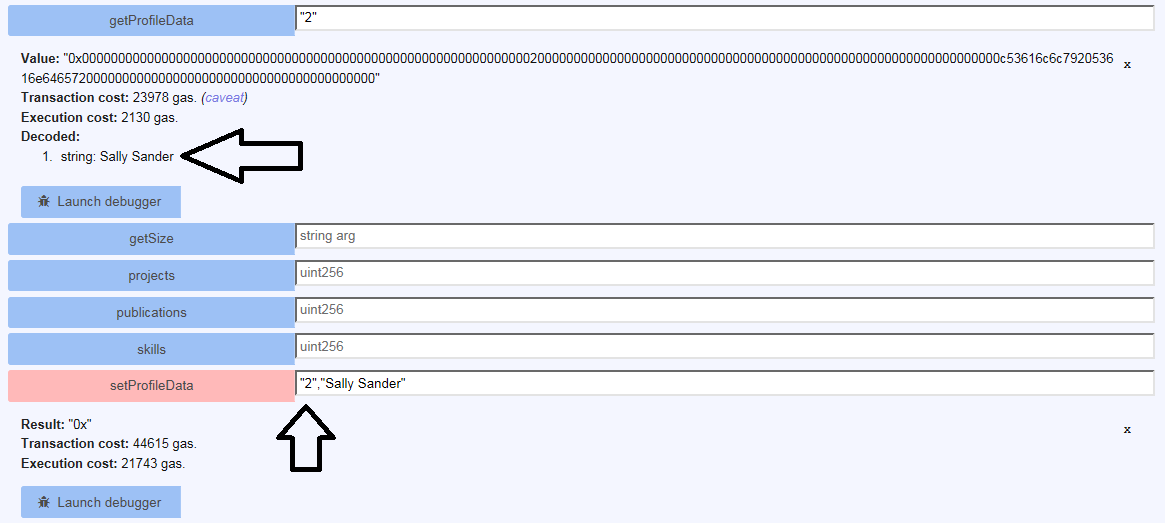 getProfileData
"2"
Value: "0x0000000000000000000000000000000000000000000000000000000000000020000000000000000000000000000000000000000000000000000000000000000c53616c6c7920536
16e6465720000000000000000000000000000000000000000"
x
Transaction cost: 23978 gas. (caveat)
Execution cost: 2130 gas.
Decoded:
1. string: Sally Sander
Launch debugger
getSize
string arg
projects
uint256
publications
uint256
skills
uint256
setProfileData
"2","Sally Sander"
Result: "0x"
x
Transaction cost: 44615 gas.
Execution cost: 21743 gas.
Launch debugger